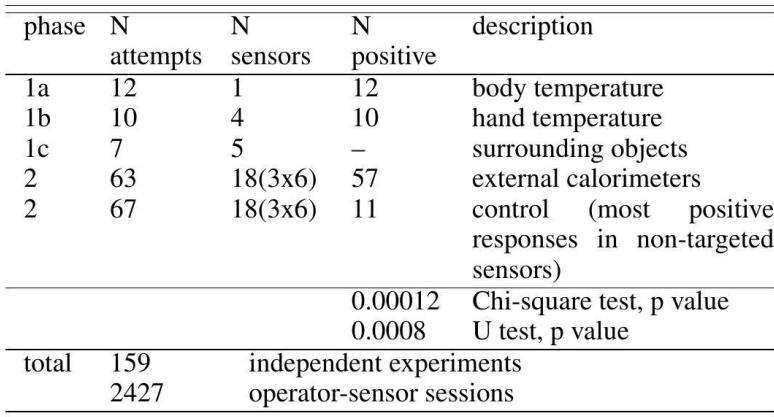 phase N N N description
attempts sensors positive
1a 12 1 12 body temperature
1b 10 4 10 hand temperature
1c 7 5 – surrounding objects
2 63 18(3x6) 57 external calorimeters
2 67 18(3x6) 11 control (most positive
responses in non-targeted
sensors)
0.00012 Chi-square test, p value
0.0008 U test, p value
total 159 independent experiments
2427 operator-sensor sessions